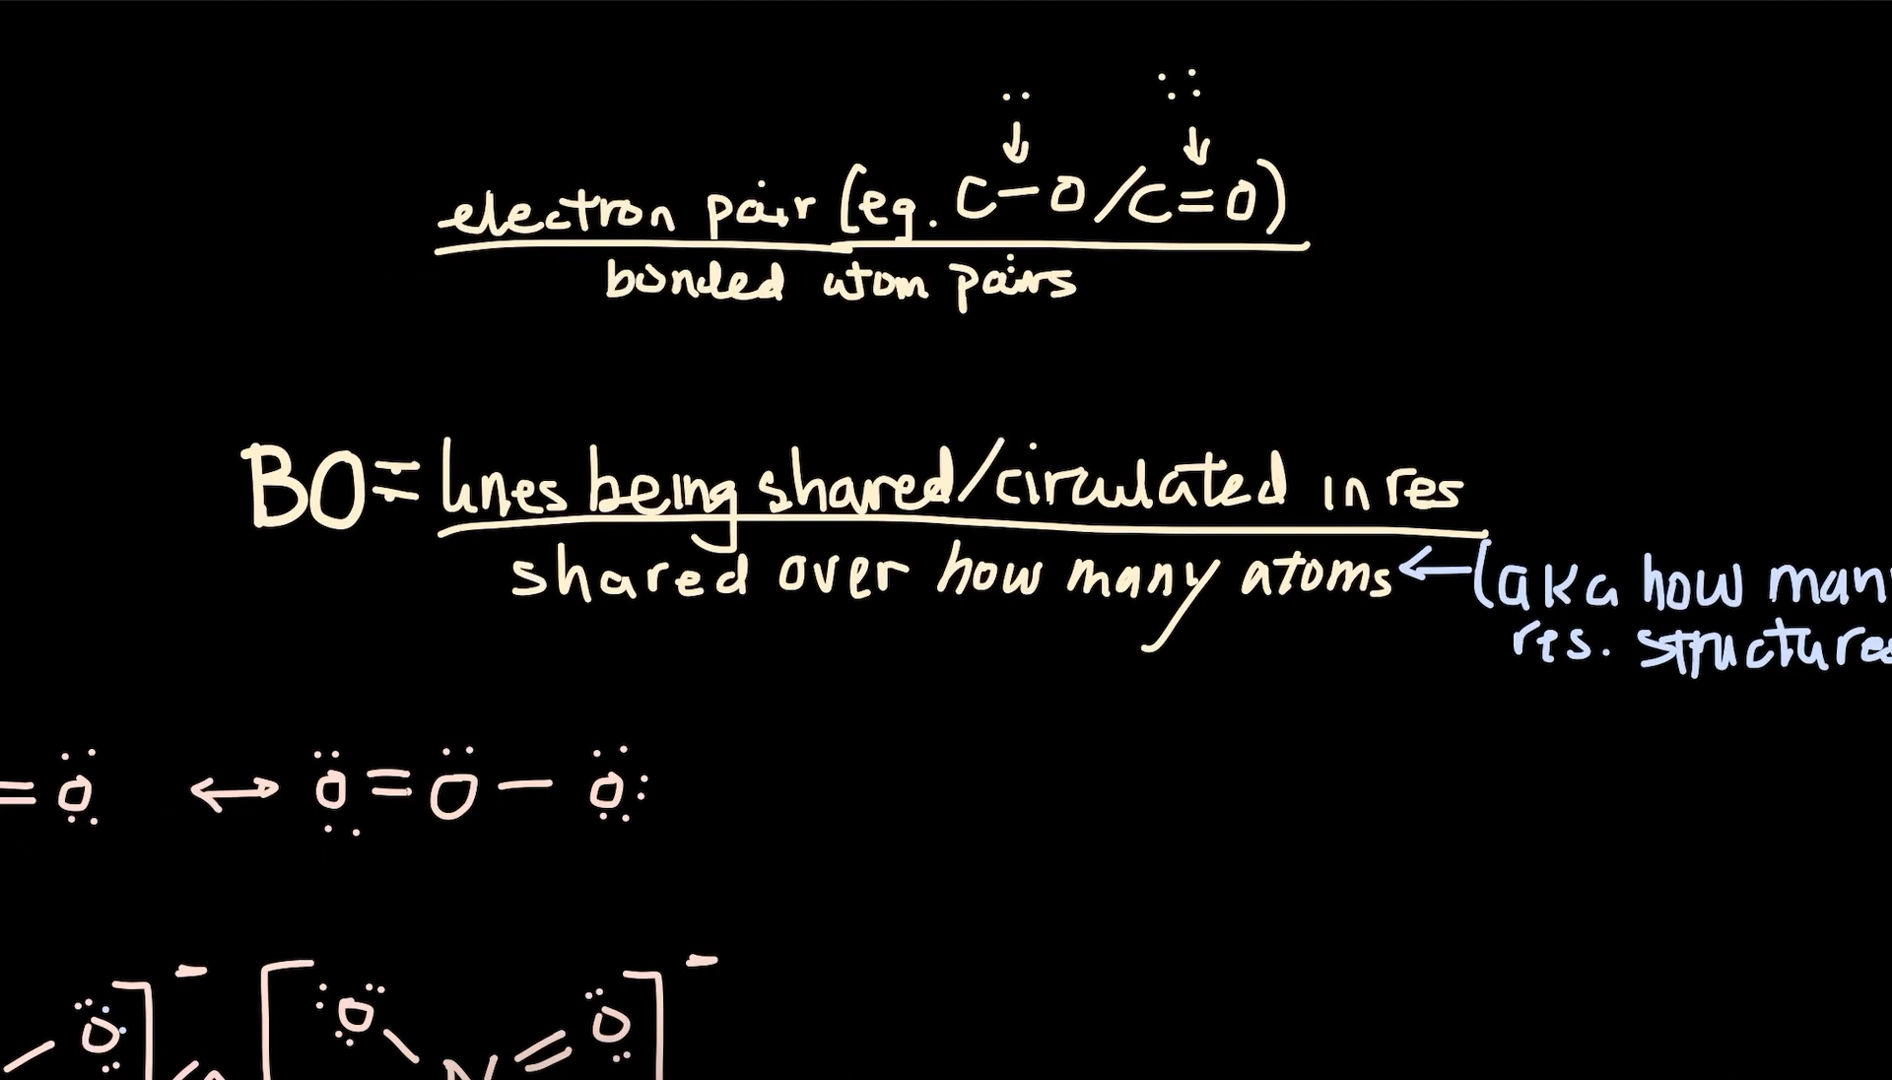 electron pair (eg. C–O/C=O)
bonded atom pairs
BO= lines being shared/circulated in res
shared over how many atoms ← (aka how man
res. structures
= O ↔ O = O – O
O ] - [ O N = O ] -